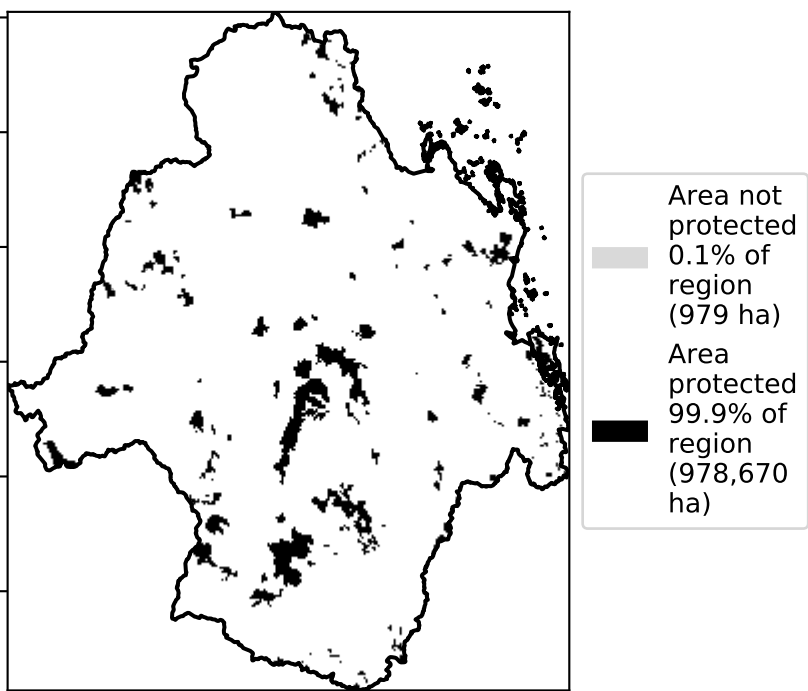 Area not
protected
0.1% of
region
(979 ha)
Area
protected
99.9% of
region
(978,670
ha)